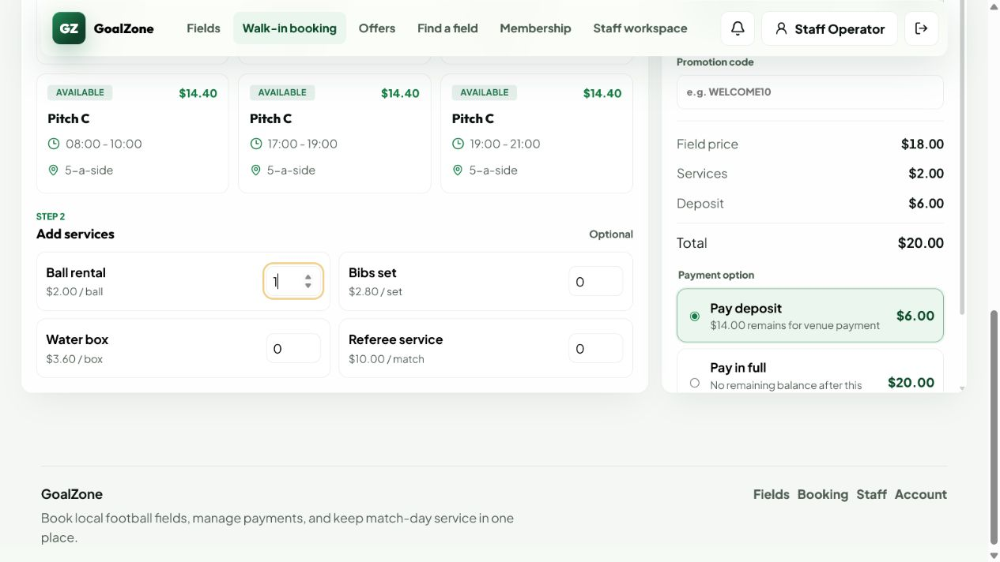 GZ GoalZone Fields Walk-in booking Offers Find a field Membership Staff workspace Staff Operator
AVAILABLE $14.40
Pitch C
08:00 - 10:00
5-a-side
AVAILABLE $14.40
Pitch C
17:00 - 19:00
5-a-side
AVAILABLE $14.40
Pitch C
19:00 - 21:00
5-a-side
STEP 2
Add services Optional
Ball rental
$2.00 / ball
1
Bibs set
$2.80 / set
0
Water box
$3.60 / box
0
Referee service
$10.00 / match
0
Promotion code
e.g. WELCOME10
Field price $18.00
Services $2.00
Deposit $6.00
Total $20.00
Payment option
Pay deposit
$14.00 remains for venue payment
$6.00
Pay in full
No remaining balance after this
$20.00
GoalZone
Book local football fields, manage payments, and keep match-day service in one
place.
Fields Booking Staff Account